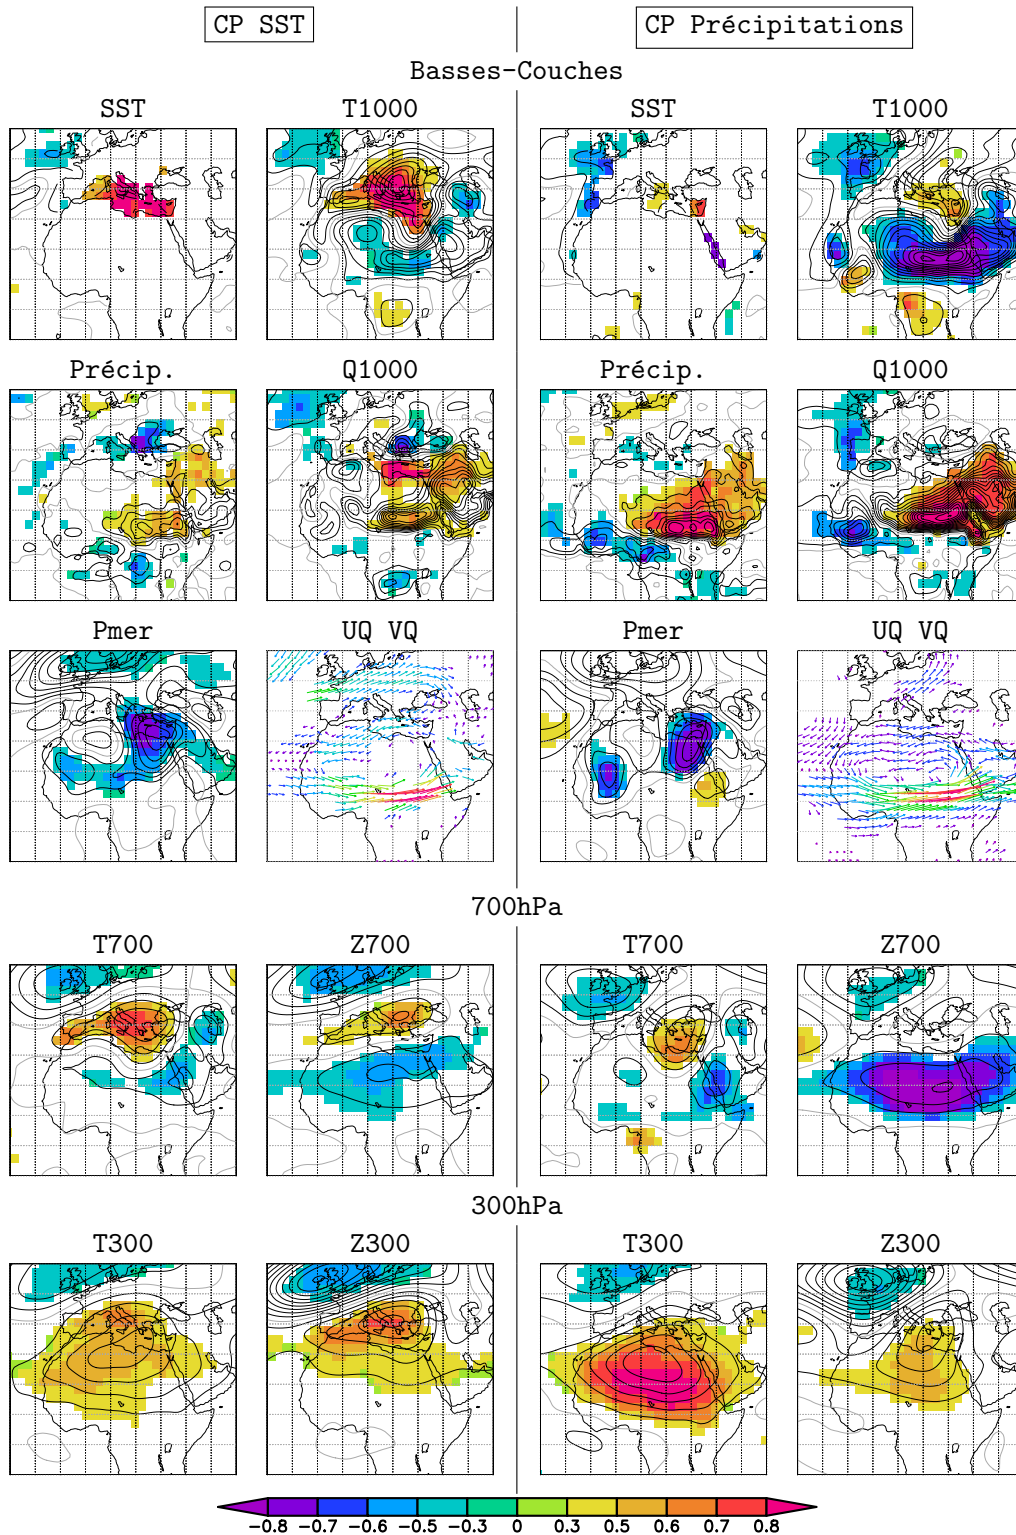 CP SST CP Précipitations
Basses-Couches
SST T1000 SST T1000
Précip. Q1000 Précip. Q1000
Pmer UQ VQ Pmer UQ VQ
700hPa
T700 Z700 T700 Z700
300hPa
T300 Z300 T300 Z300
-0.8 -0.7 -0.6 -0.5 -0.3 0 0.3 0.5 0.6 0.7 0.8